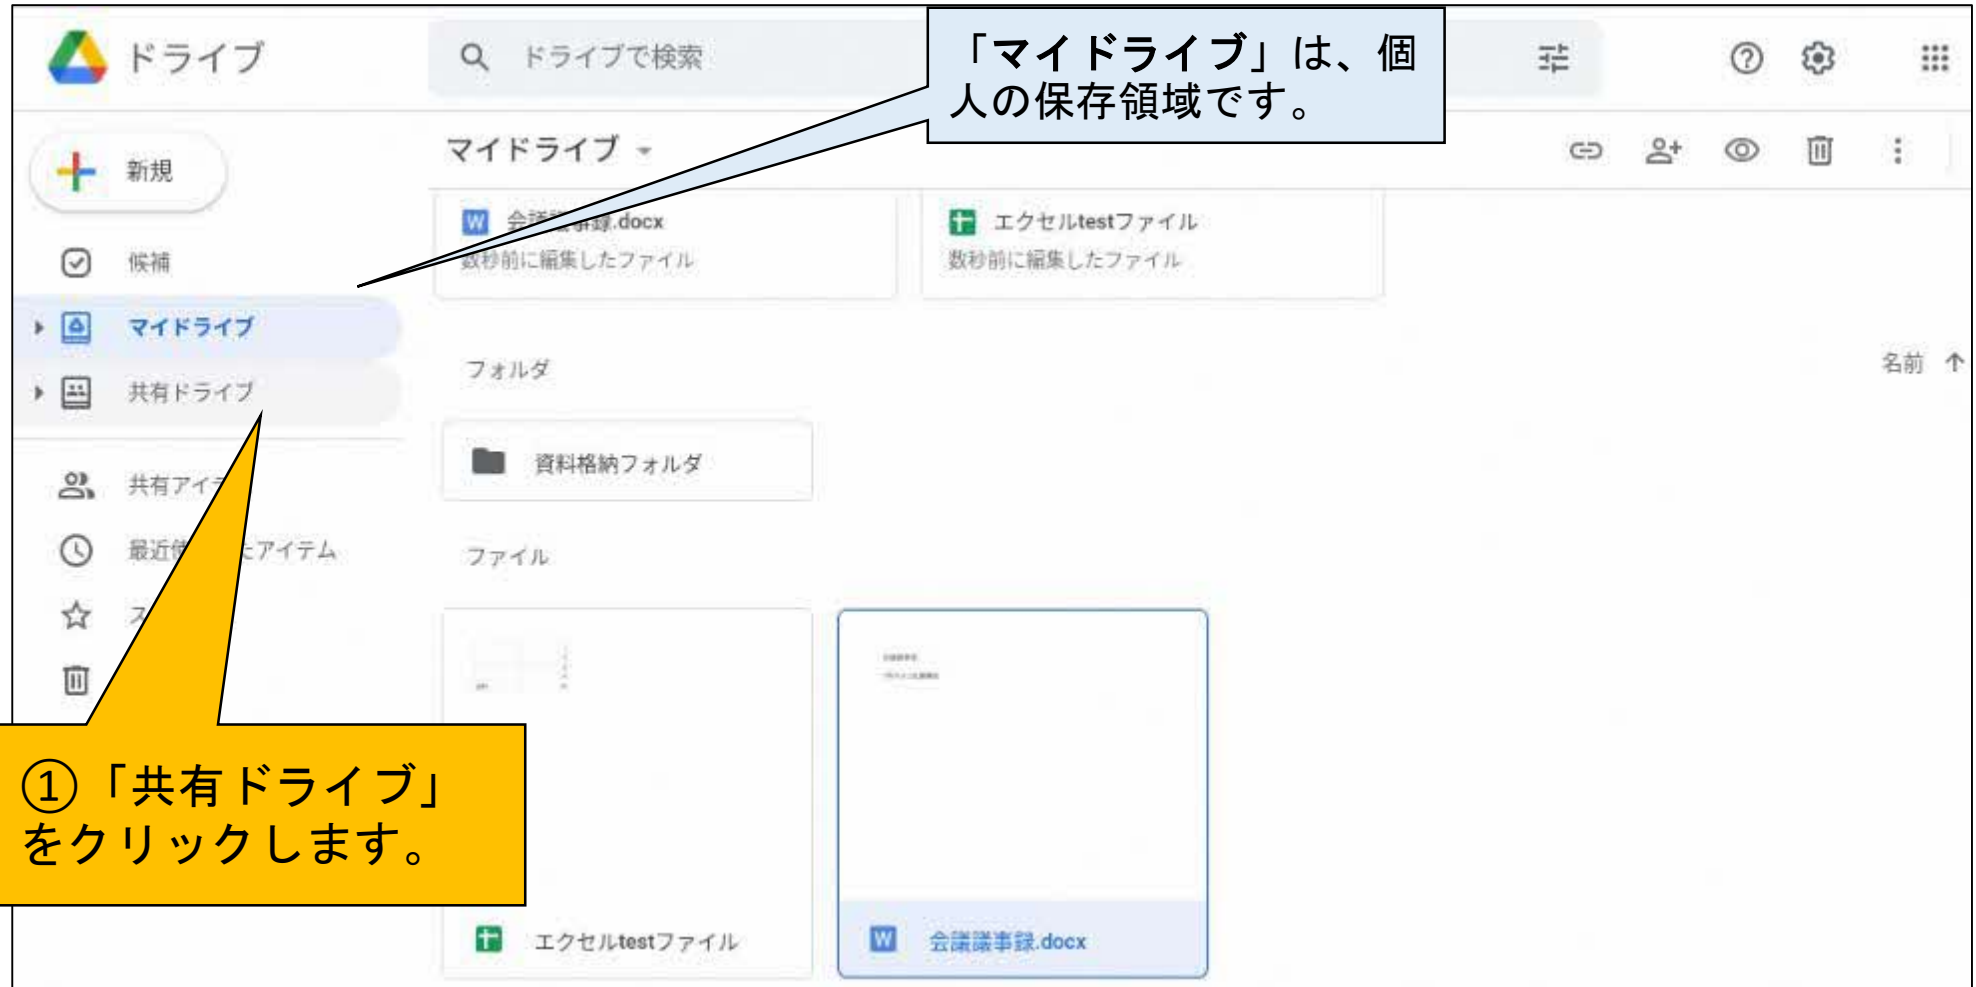 ドライブ
ドライブで検索
「マイドライブ」は、個
人の保存領域です。
新規
マイドライブ
会議議事録.docx
数秒前に編集したファイル
エクセルtestファイル
数秒前に編集したファイル
候補
マイドライブ
共有ドライブ
フォルダ
名前
資料格納フォルダ
共有アイ
最近使 たアイテム
ファイル
ス
①「共有ドライブ」
をクリックします。
エクセルtestファイル
会議議事録.docx